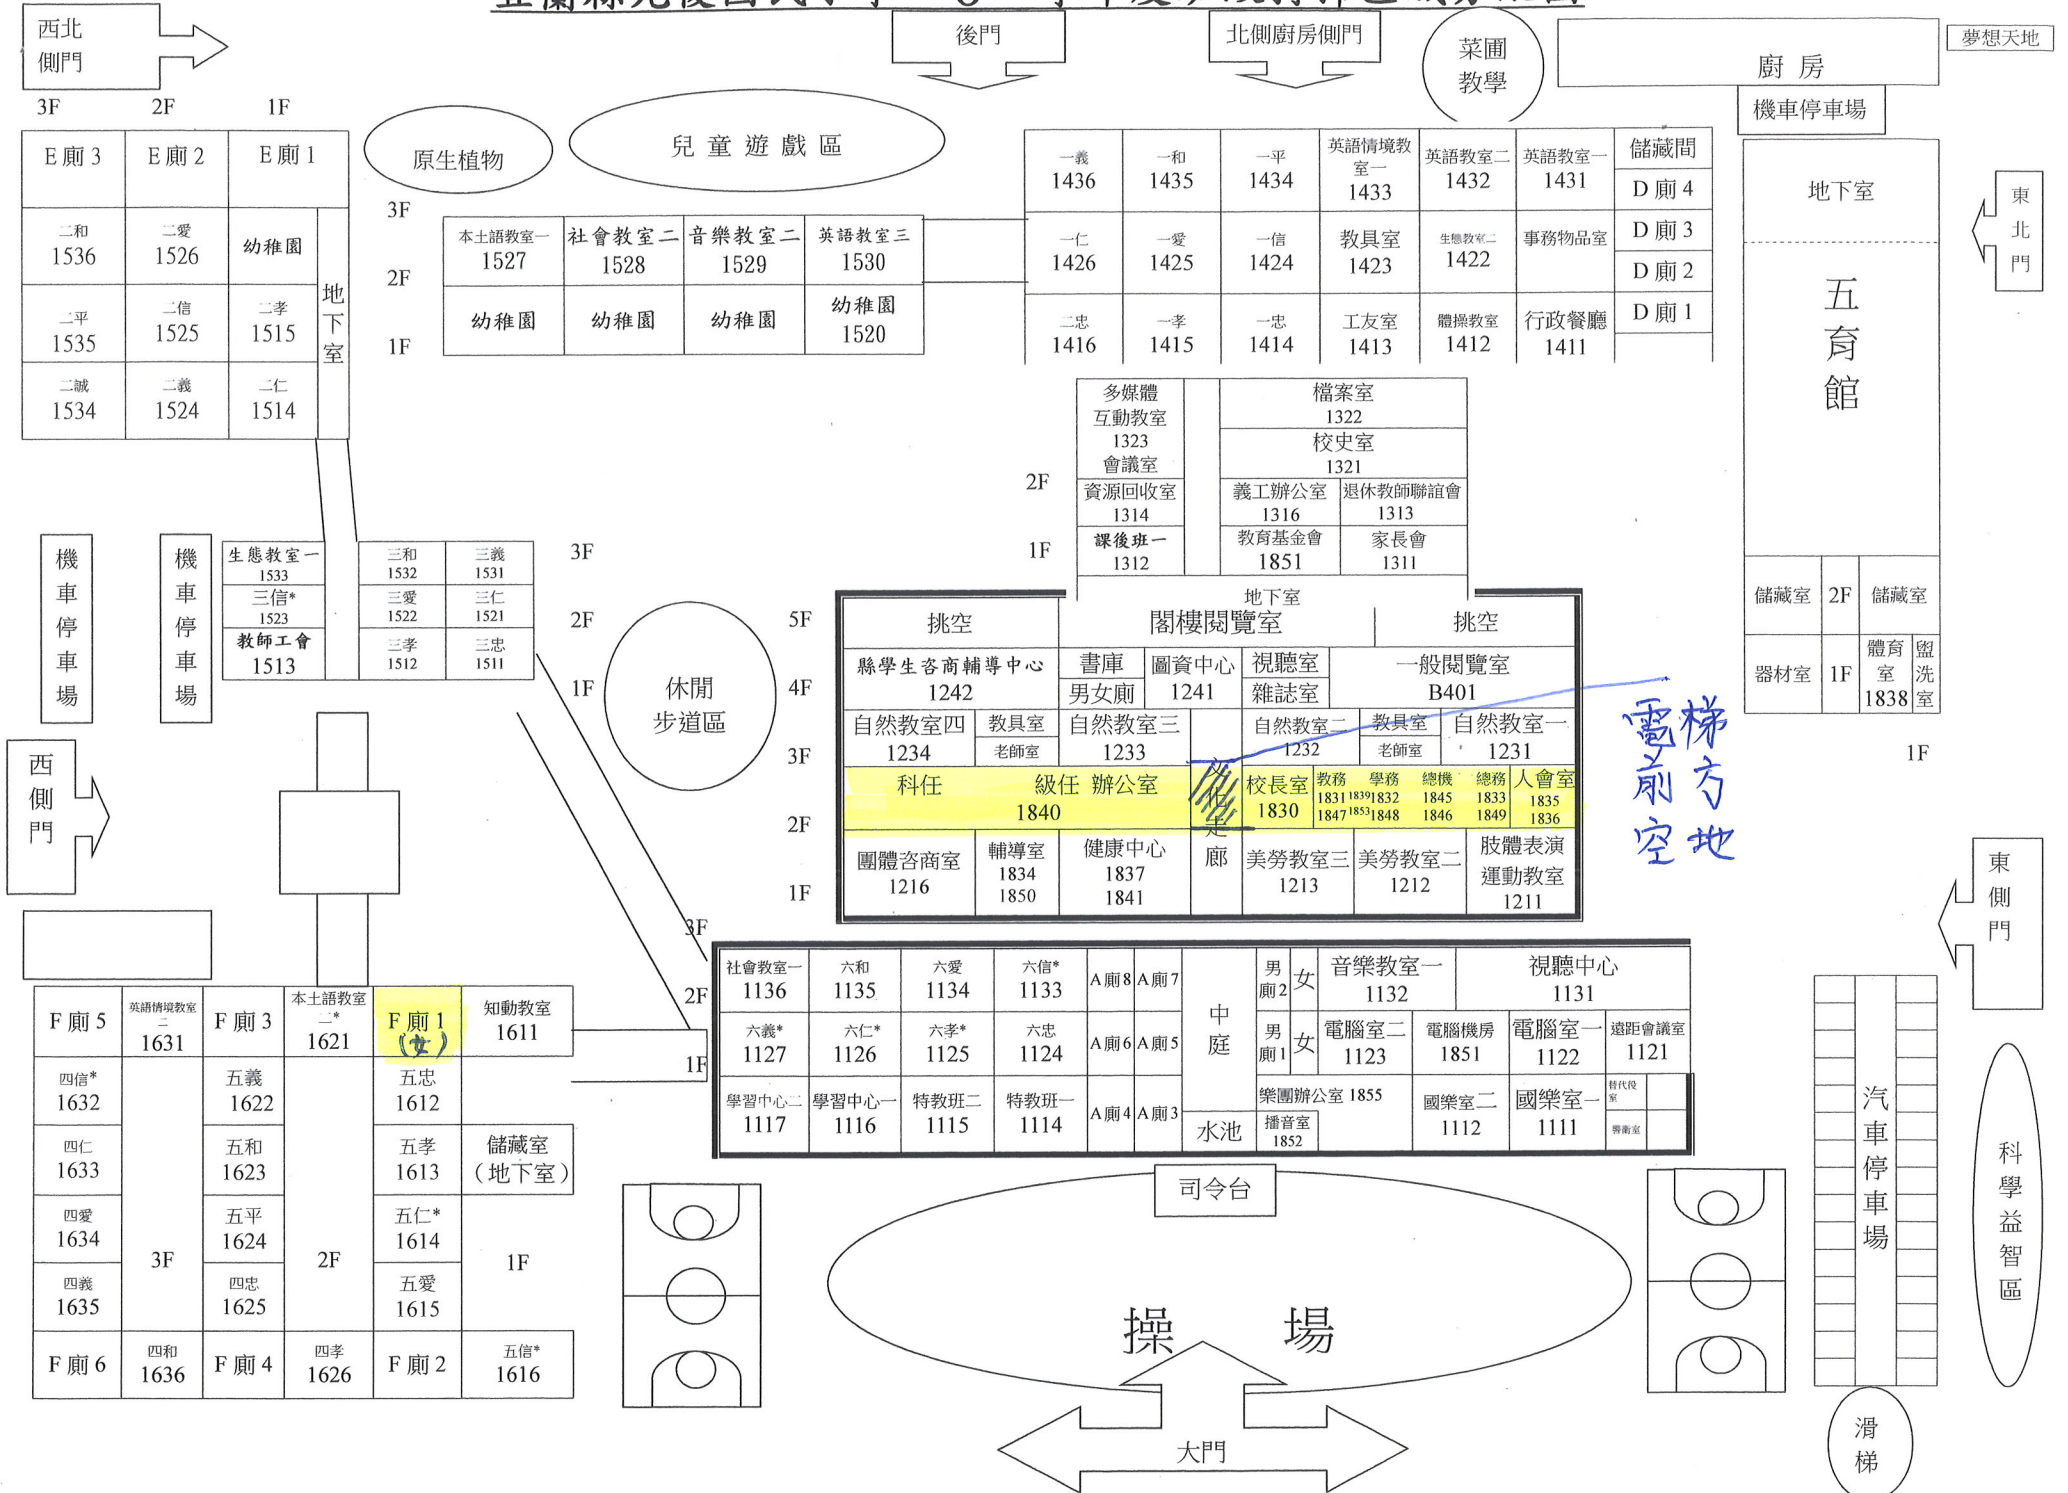 西北
側門
後門
北側廚房側門
菜圃
教學
廚 房
夢想天地
機車停車場
3F 2F 1F
E 廁 3 E 廁 2 E 廁 1
二和
1536
二愛
1526
幼稚園
二平
1535
二信
1525
二孝
1515
二誠
1534
二義
1524
二仁
1514
地下室
原生植物
兒 童 遊 戲 區
3F
2F
1F
本土語教室一
1527
社會教室二
1528
音樂教室二
1529
英語教室三
1530
幼稚園
幼稚園
幼稚園
幼稚園
1520
一義
1436
一和
1435
一平
1434
英語情境教
室一
1433
英語教室二
1432
英語教室一
1431
儲藏間
D 廁 4
一仁
1426
一愛
1425
一信
1424
教具室
1423
生態教室二
1422
事務物品室
D 廁 3
D 廁 2
二忠
1416
一孝
1415
一忠
1414
工友室
1413
體操教室
1412
行政餐廳
1411
D 廁 1
地下室
五育館
東北門
儲藏室 2F 儲藏室
器材室 1F
體育
室
1838
盥洗室
1F
多媒體
互動教室
1323
會議室
檔案室
1322
校史室
1321
2F
資源回收室
1314
義工辦公室
1316
退休教師聯誼會
1313
1F
課後班一
1312
教育基金會
1851
家長會
1311
地下室
機車停車場
機車停車場
生態教室一
1533
三和
1532
三義
1531
3F
三信*
1523
三愛
1522
三仁
1521
2F
教師工會
1513
三孝
1512
三忠
1511
1F
休閒
步道區
5F
挑空
閣樓閱覽室
挑空
4F
縣學生咨商輔導中心
1242
書庫
男女廁
圖資中心
1241
視聽室
雜誌室
一般閱覽室
B401
3F
自然教室四
1234
教具室
老師室
自然教室三
1233
自然教室二
1232
教具室
老師室
自然教室一
1231
2F
科任 級任 辦公室
1840
文化走廊
校長室
1830
教務 學務 總機 總務
1831 1839 1832 1845 1833
1847 1853 1848 1846 1849
人會室
1835
1836
1F
團體咨商室
1216
輔導室
1834
1850
健康中心
1837
1841
美勞教室三
1213
美勞教室二
1212
肢體表演
運動教室
1211
電梯
前方
空地
西側門
東側門
3F
2F
1F
社會教室一
1136
六和
1135
六愛
1134
六信*
1133
A廁8 A廁7
中庭
男廁2 女
音樂教室一
1132
視聽中心
1131
六義*
1127
六仁*
1126
六孝*
1125
六忠
1124
A廁6 A廁5
男廁1 女
電腦室二
1123
電腦機房
1851
電腦室一
1122
遠距會議室
1121
學習中心二
1117
學習中心一
1116
特教班二
1115
特教班一
1114
A廁4 A廁3
水池
樂團辦公室 1855
播音室
1852
國樂室二
1112
國樂室一
1111
替代役
室
警衛室
F 廁 5
英語情境教室
二
1631
F 廁 3
本土語教室
二*
1621
F 廁 1
(女)
知動教室
1611
四信*
1632
五義
1622
五忠
1612
四仁
1633
五和
1623
五孝
1613
儲藏室
（地下室）
四愛
1634
五平
1624
五仁*
1614
3F 2F 1F
四義
1635
四忠
1625
五愛
1615
F 廁 6
四和
1636
F 廁 4
四孝
1626
F 廁 2
五信*
1616
司令台
操 場
大門
汽車停車場
科學益智區
滑梯